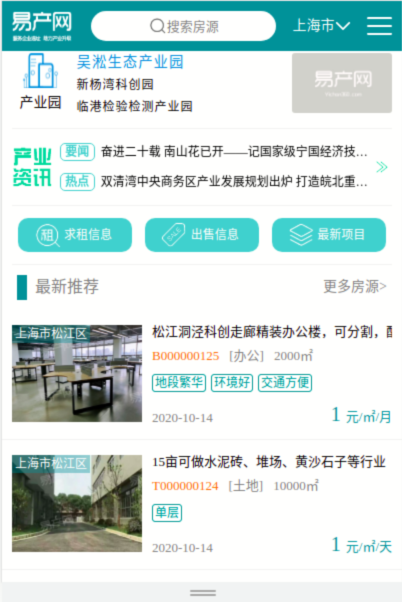 易产网
服务企业选址 助力产业升级
搜索房源
上海市
吴淞生态产业园
新杨湾科创园
产业园
临港检验检测产业园
易产网
产业资讯
要闻 奋进二十载 南山花已开——记国家级宁国经济技...
热点 双清湾中央商务区产业发展规划出炉 打造皖北重...
租 求租信息
SALE 出售信息
最新项目
最新推荐
更多房源>
上海市松江区
松江洞泾科创走廊精装办公楼，可分割，
B000000125 [办公] 2000㎡
地段繁华 环境好 交通方便
2020-10-14
1 元/㎡/月
上海市松江区
15亩可做水泥砖、堆场、黄沙石子等行业
T000000124 [土地] 10000㎡
单层
2020-10-14
1 元/㎡/天